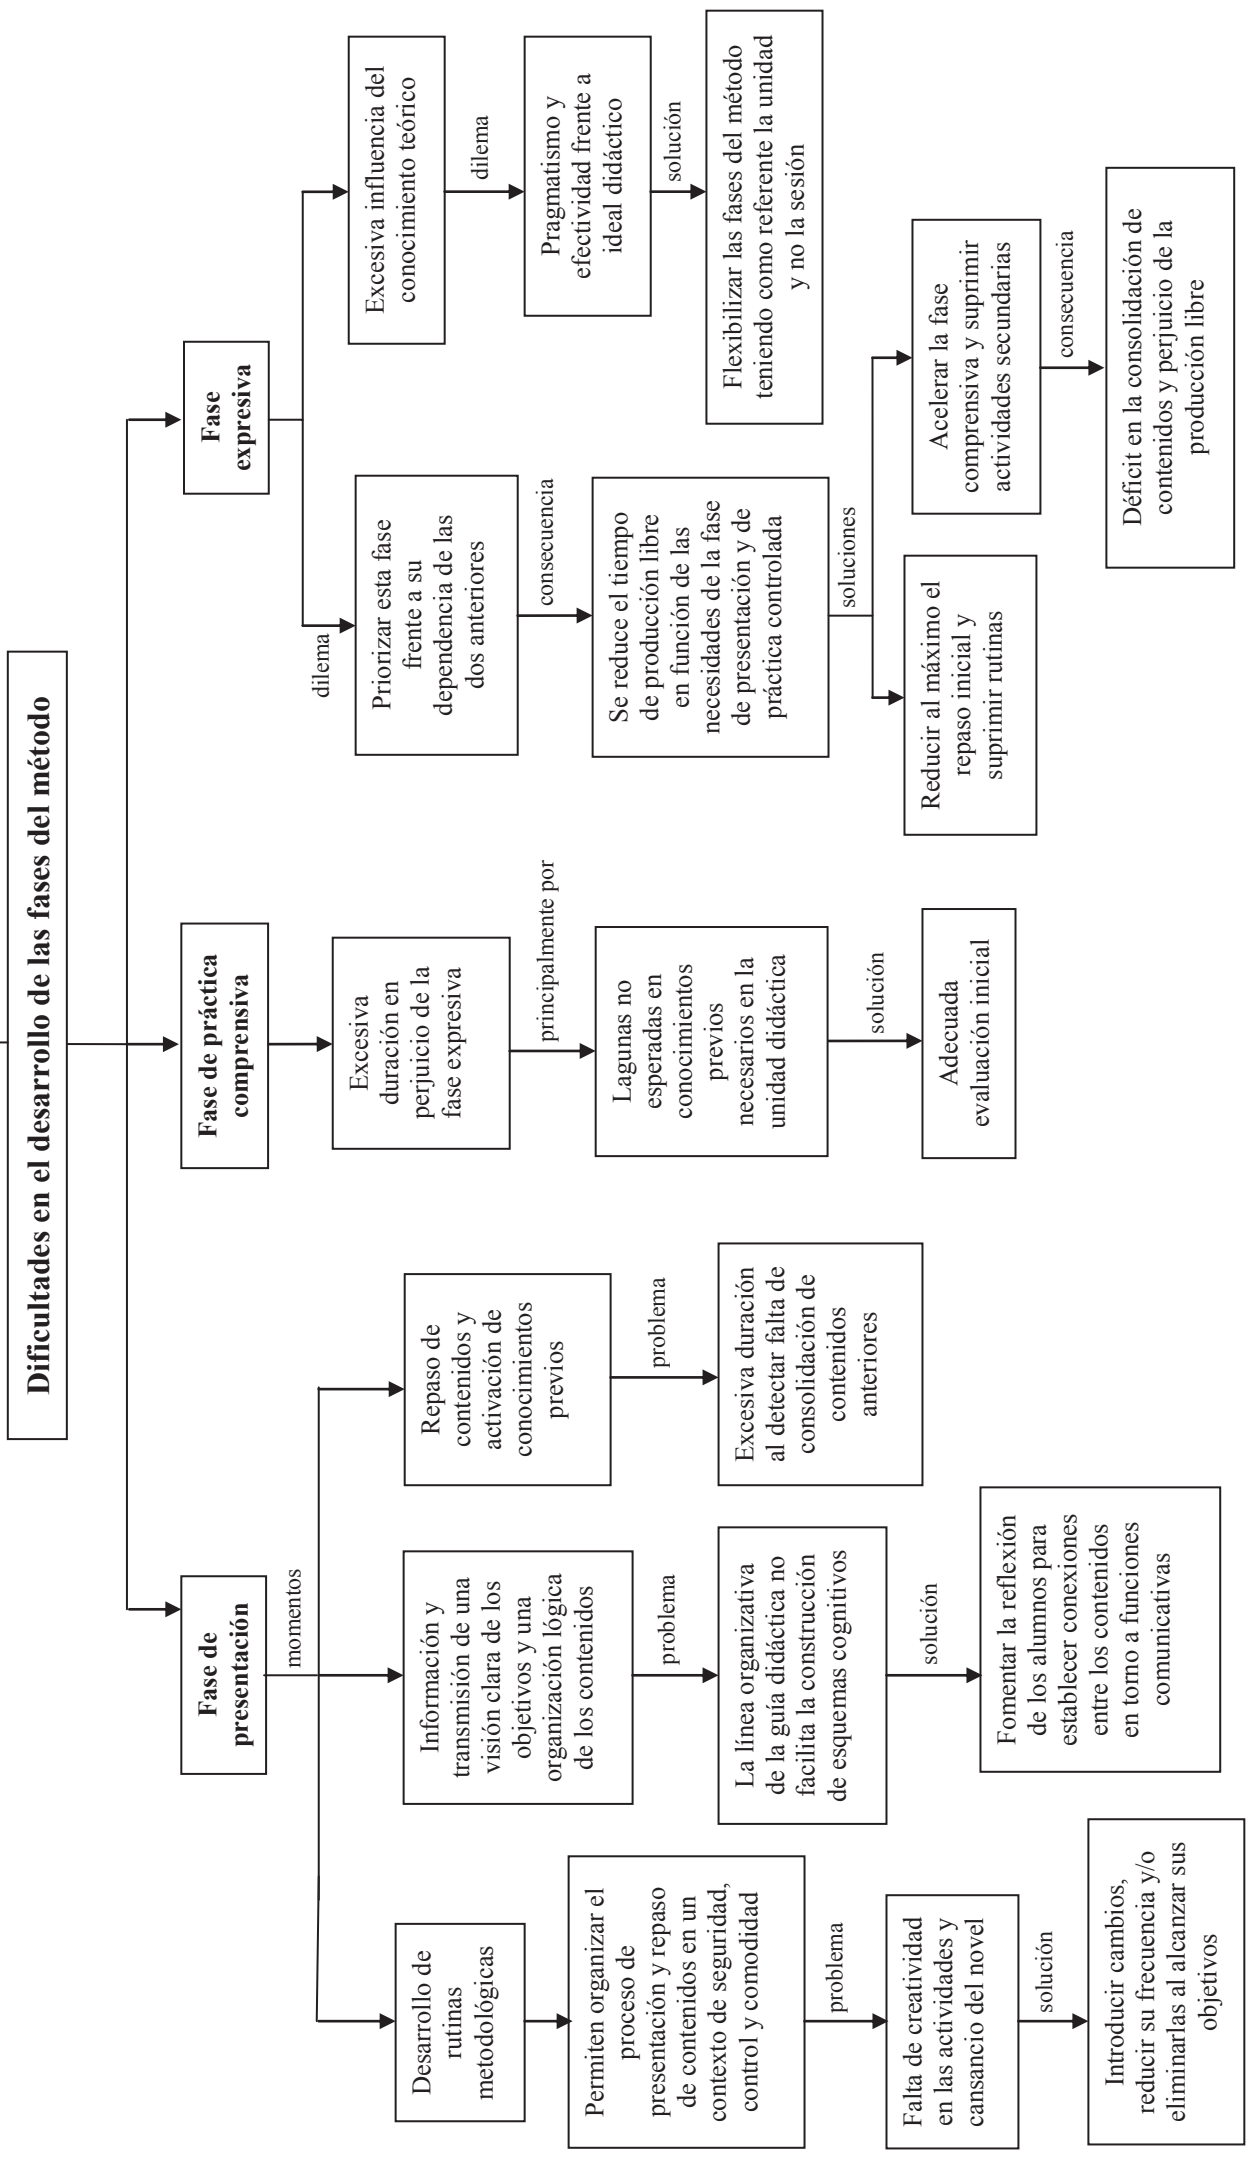 Dificultades en el desarrollo de las fases del método
Fase de
presentación
momentos
Desarrollo de
rutinas
metodológicas
Permiten organizar el
proceso de
presentación y repaso
de contenidos en un
contexto de seguridad,
control y comodidad
problema
Falta de creatividad
en las actividades y
cansancio del novel
solución
Introducir cambios,
reducir su frecuencia y/o
eliminarlas al alcanzar sus
objetivos
Información y
transmisión de una
visión clara de los
objetivos y una
organización lógica
de los contenidos
problema
La línea organizativa
de la guía didáctica no
facilita la construcción
de esquemas cognitivos
solución
Fomentar la reflexión
de los alumnos para
establecer conexiones
entre los contenidos
en torno a funciones
comunicativas
Repaso de
contenidos y
activación de
conocimientos
previos
problema
Excesiva duración
al detectar falta de
consolidación de
contenidos
anteriores
Fase de práctica
comprensiva
Excesiva
duración en
perjuicio de la
fase expresiva
principalmente por
Lagunas no
esperadas en
conocimientos
previos
necesarios en la
unidad didáctica
solución
Adecuada
evaluación inicial
Fase
expresiva
dilema
Priorizar esta fase
frente a su
dependencia de las
dos anteriores
consecuencia
Se reduce el tiempo
de producción libre
en función de las
necesidades de la fase
de presentación y de
práctica controlada
soluciones
Reducir al máximo el
repaso inicial y
suprimir rutinas
Acelerar la fase
comprensiva y suprimir
actividades secundarias
consecuencia
Déficit en la consolidación de
contenidos y perjuicio de la
producción libre
Excesiva influencia del
conocimiento teórico
dilema
Pragmatismo y
efectividad frente a
ideal didáctico
solución
Flexibilizar las fases del método
teniendo como referente la unidad
y no la sesión